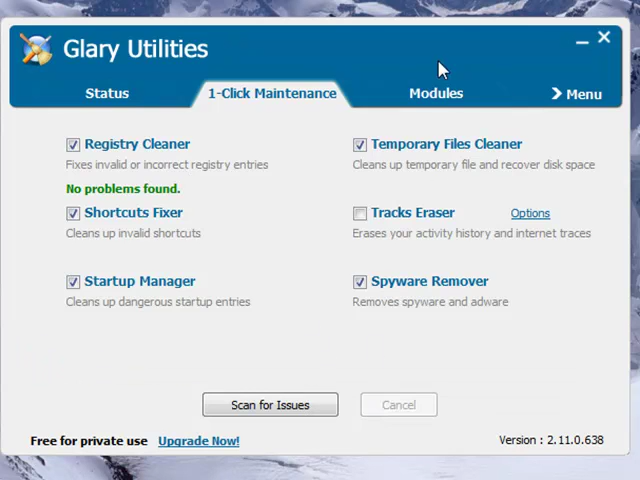 Glary Utilities
Status
1-Click Maintenance
Modules
Menu
Registry Cleaner
Fixes invalid or incorrect registry entries
No problems found.
Temporary Files Cleaner
Cleans up temporary file and recover disk space
Shortcuts Fixer
Cleans up invalid shortcuts
Tracks Eraser
Options
Erases your activity history and internet traces
Startup Manager
Cleans up dangerous startup entries
Spyware Remover
Removes spyware and adware
Scan for Issues
Cancel
Free for private use
Upgrade Now!
Version : 2.11.0.638